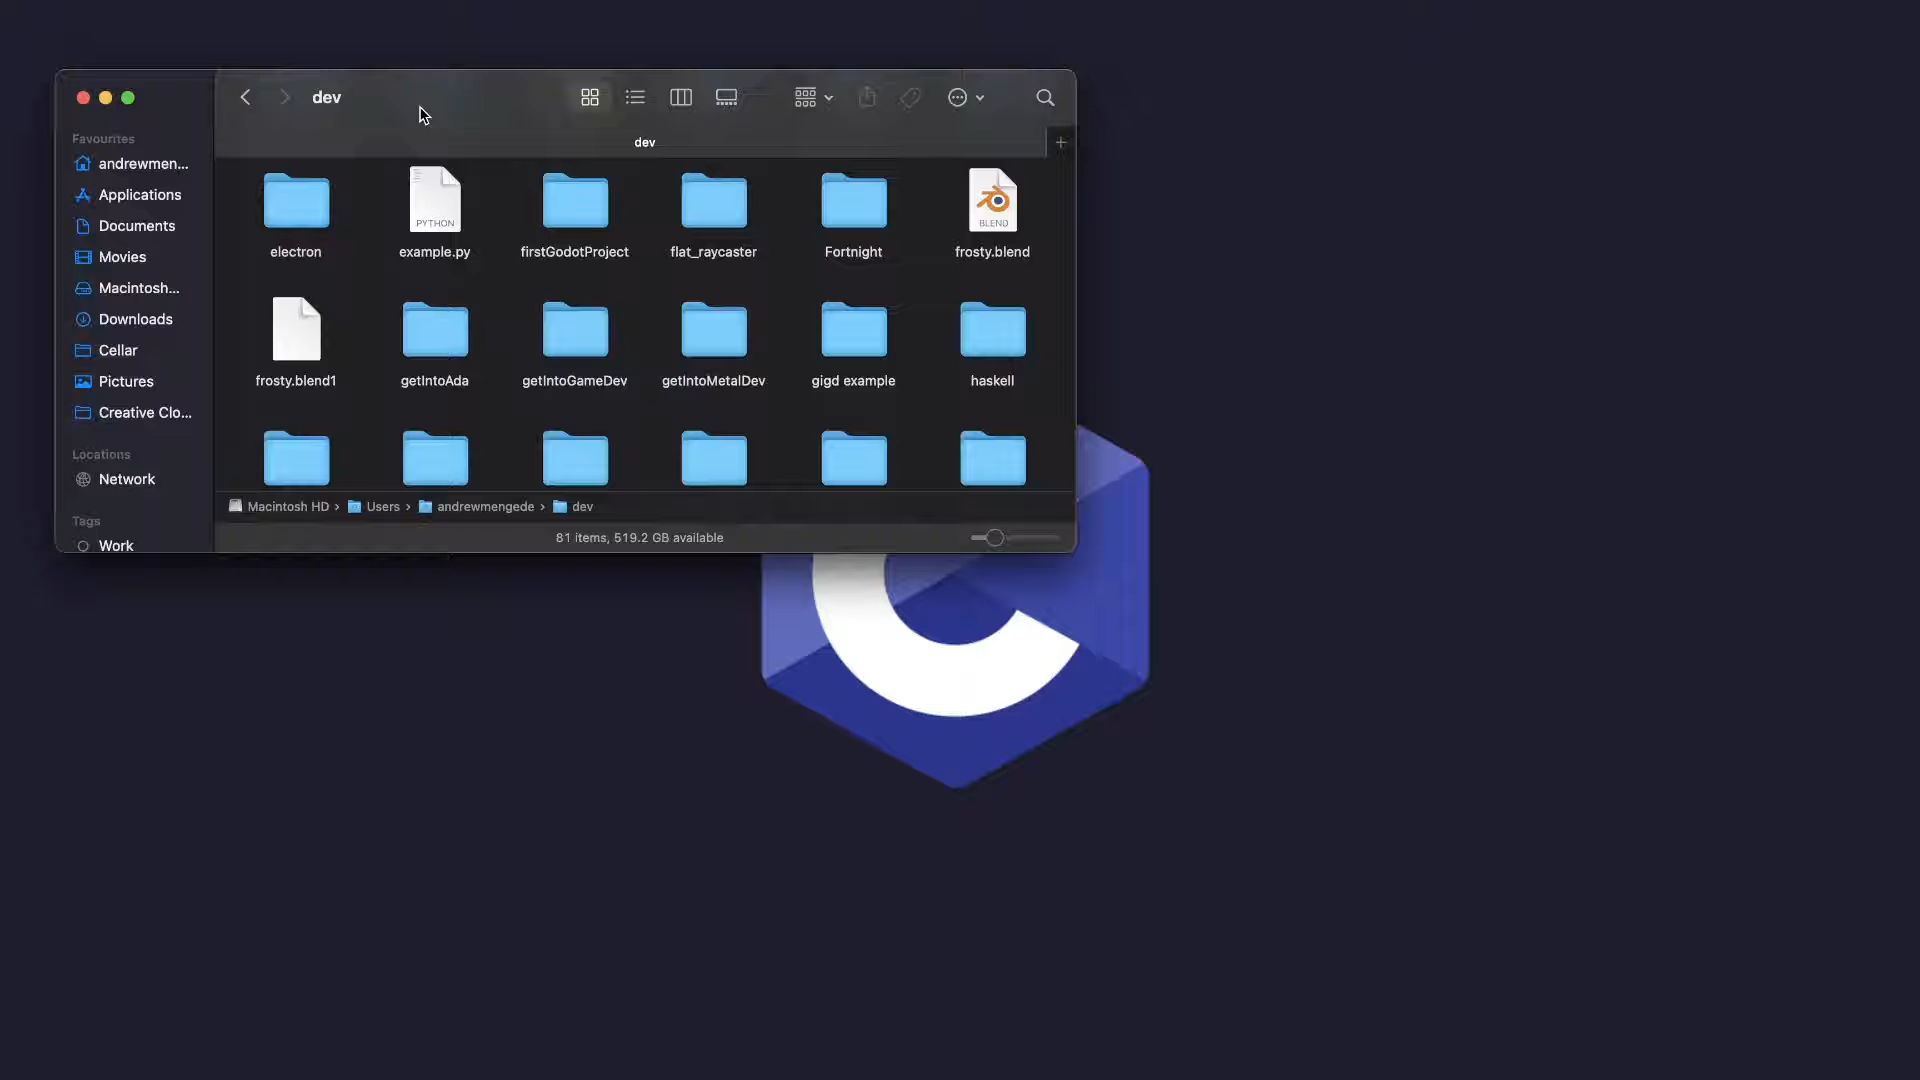 dev
dev
Favourites
andrewmen...
Applications
Documents
Movies
Macintosh...
Downloads
Cellar
Pictures
Creative Clo...
Locations
Network
Tags
Work
PYTHON
BLEND
electron
example.py
firstGodotProject
flat_raycaster
Fortnight
frosty.blend
frosty.blend1
getIntoAda
getIntoGameDev
getIntoMetalDev
gigd example
haskell
Macintosh HD › Users › andrewmengede › dev
81 items, 519.2 GB available
C